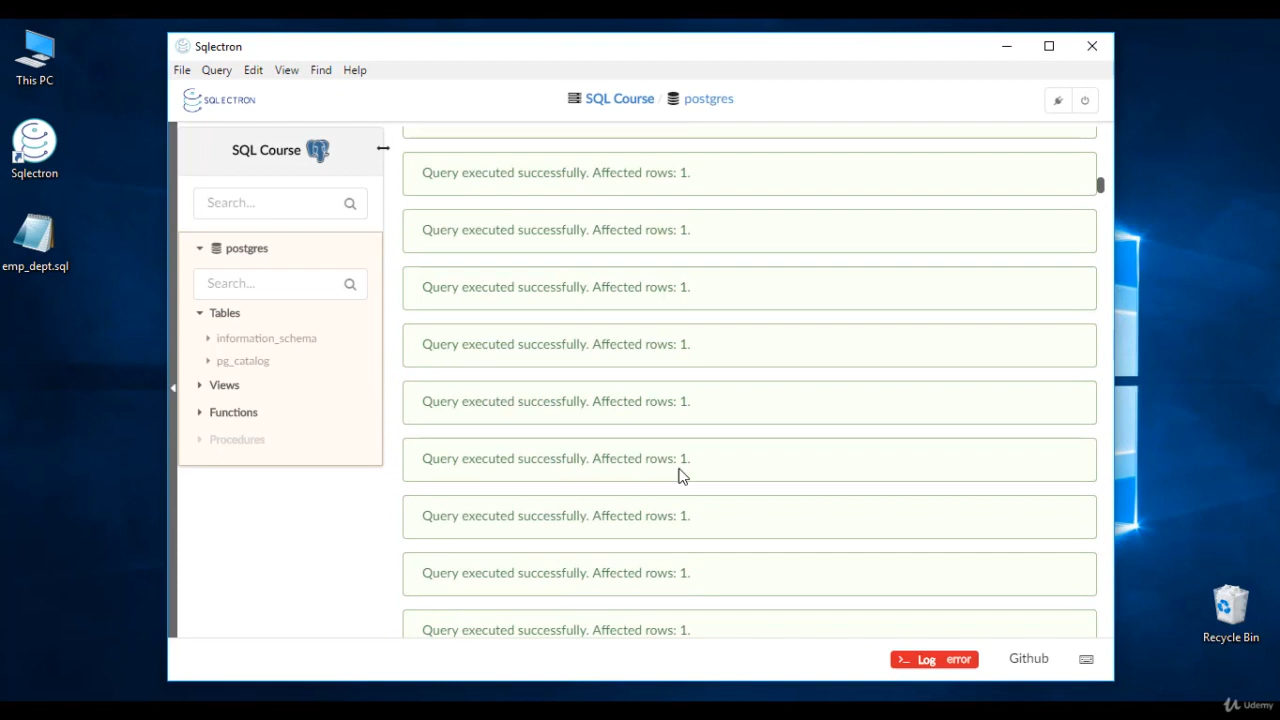 This PC
Sqlectron
emp_dept.sql
Sqlectron
File Query Edit View Find Help
SQLECTRON
SQL Course / postgres
SQL Course
Search...
postgres
Search...
Tables
information_schema
pg_catalog
Views
Functions
Procedures
Query executed successfully. Affected rows: 1.
Query executed successfully. Affected rows: 1.
Query executed successfully. Affected rows: 1.
Query executed successfully. Affected rows: 1.
Query executed successfully. Affected rows: 1.
Query executed successfully. Affected rows: 1.
Query executed successfully. Affected rows: 1.
Query executed successfully. Affected rows: 1.
Query executed successfully. Affected rows: 1.
>_ Log error
Github
Recycle Bin
Udemy